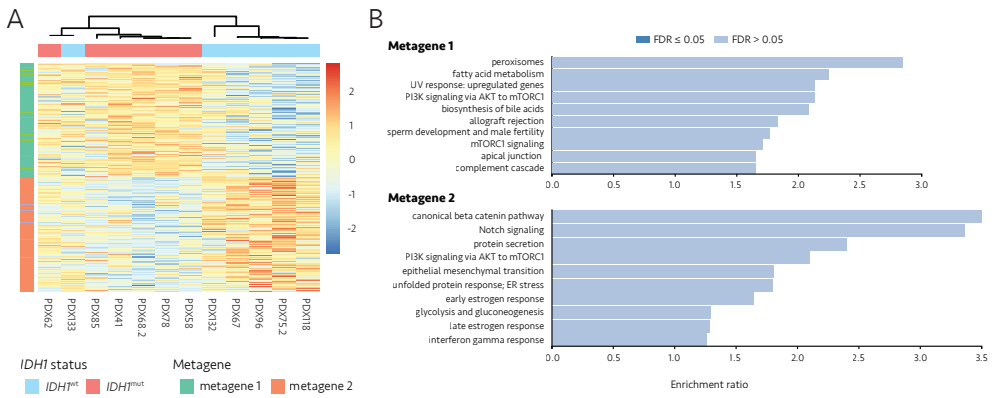 A
2
1
0
-1
-2
PDX62
PDX133
PDX85
PDX41
PDX68.2
PDX78
PDX58
PDX132
PDX67
PDX96
PDX75.2
PDX118
IDH1 status
IDH1wt
IDH1mut
Metagene
metagene 1
metagene 2
B
FDR ≤ 0.05
FDR > 0.05
Metagene 1
peroxisomes
fatty acid metabolism
UV response: upregulated genes
PI3K signaling via AKT to mTORC1
biosynthesis of bile acids
allograft rejection
sperm development and male fertility
mTORC1 signaling
apical junction
complement cascade
0.0 0.5 1.0 1.5 2.0 2.5 3.0
Metagene 2
canonical beta catenin pathway
Notch signaling
protein secretion
PI3K signaling via AKT to mTORC1
epithelial mesenchymal transition
unfolded protein response; ER stress
early estrogen response
glycolysis and gluconeogenesis
late estrogen response
interferon gamma response
0.0 0.5 1.0 1.5 2.0 2.5 3.0 3.5
Enrichment ratio